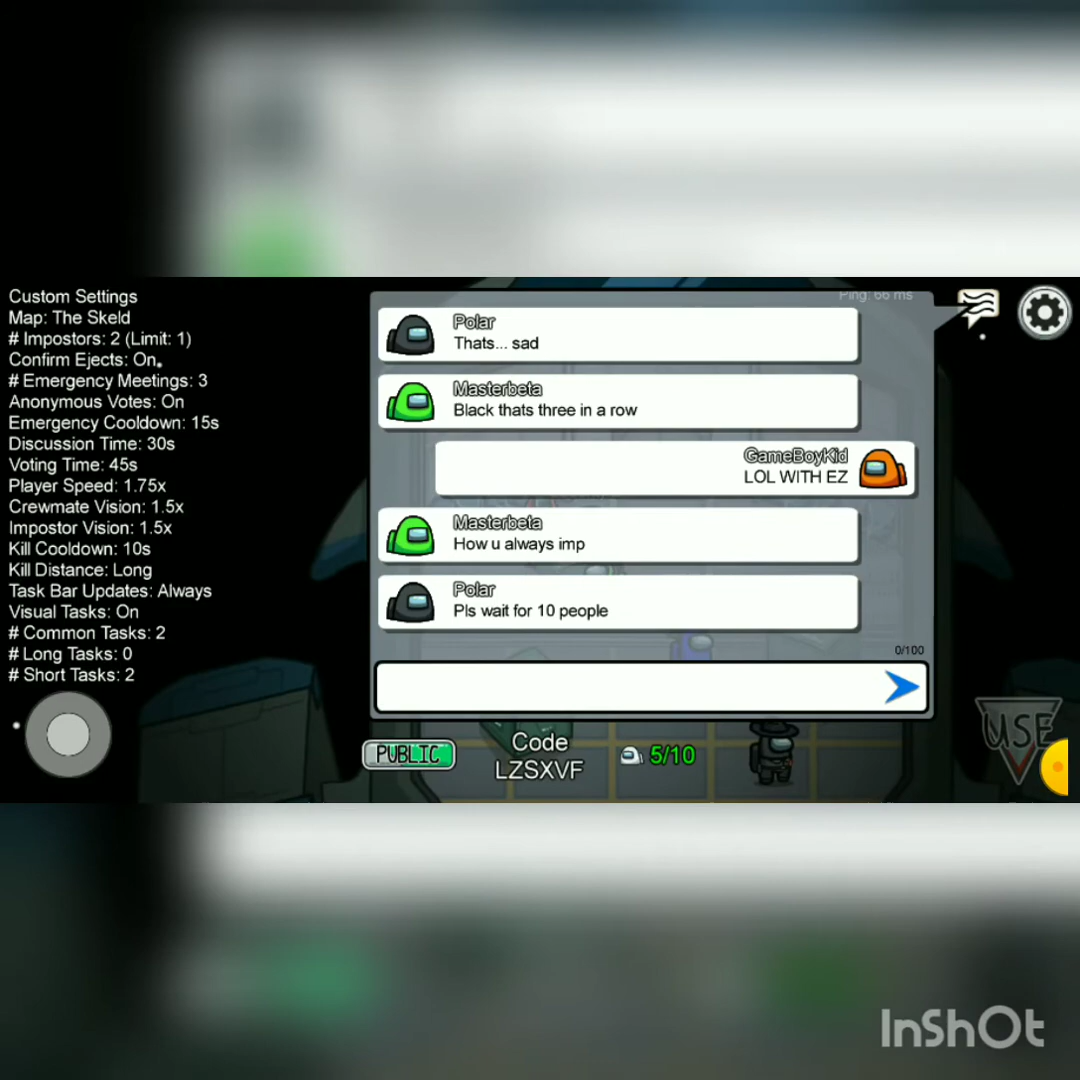 Custom Settings
Map: The Skeld
# Impostors: 2 (Limit: 1)
Confirm Ejects: On
# Emergency Meetings: 3
Anonymous Votes: On
Emergency Cooldown: 15s
Discussion Time: 30s
Voting Time: 45s
Player Speed: 1.75x
Crewmate Vision: 1.5x
Impostor Vision: 1.5x
Kill Cooldown: 10s
Kill Distance: Long
Task Bar Updates: Always
Visual Tasks: On
# Common Tasks: 2
# Long Tasks: 0
# Short Tasks: 2
Ping: 66 ms
Polar
Thats... sad
Masterbeta
Black thats three in a row
GameBoyKid
LOL WITH EZ
Masterbeta
How u always imp
Polar
Pls wait for 10 people
0/100
PUBLIC
Code
LZSXVF
5/10
USE
InShOt